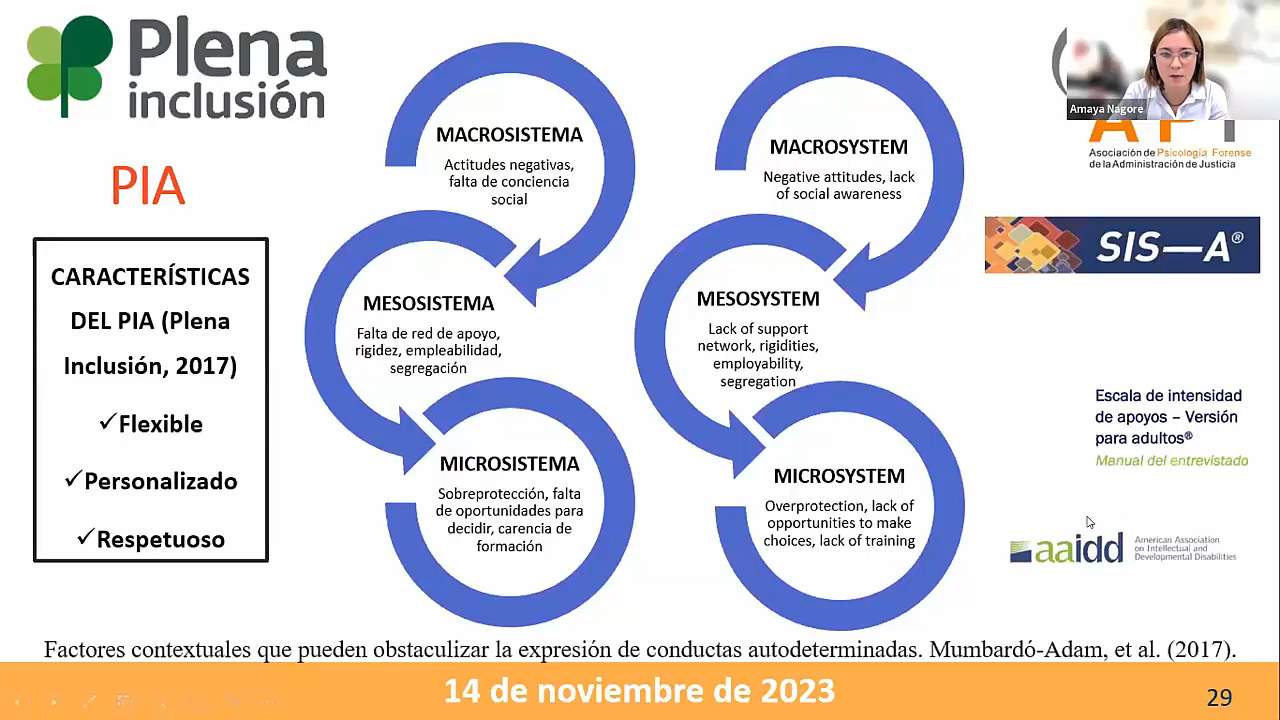 Plena
inclusión
PIA
CARACTERÍSTICAS
DEL PIA (Plena
Inclusión, 2017)
✓Flexible
✓Personalizado
✓Respetuoso
MACROSISTEMA
Actitudes negativas,
falta de conciencia
social
MESOSISTEMA
Falta de red de apoyo,
rigidez, empleabilidad,
segregación
MICROSISTEMA
Sobreprotección, falta
de oportunidades para
decidir, carencia de
formación
MACROSYSTEM
Negative attitudes, lack
of social awareness
MESOSYSTEM
Lack of support
network, rigidities,
employability,
segregation
MICROSYSTEM
Overprotection, lack of
opportunities to make
choices, lack of training
Amaya Nagore
Asociación de Psicología Forense
de la Administración de Justicia
SIS—A®
Escala de intensidad
de apoyos – Versión
para adultos®
Manual del entrevistado
aaidd
American Association
on Intellectual and
Developmental Disabilities
Factores contextuales que pueden obstaculizar la expresión de conductas autodeterminadas. Mumbardó-Adam, et al. (2017).
14 de noviembre de 2023
29